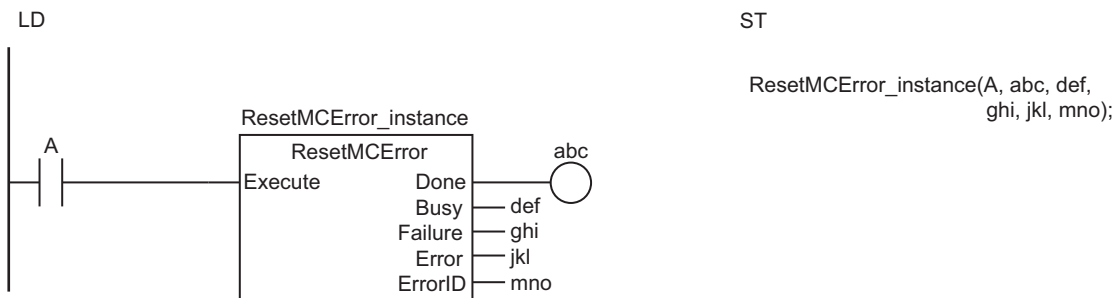 LD
ST
ResetMCError_instance(A, abc, def,
ghi, jkl, mno);
ResetMCError_instance
A
ResetMCError
abc
Execute
Done
Busy
def
Failure
ghi
Error
jkl
ErrorID
mno